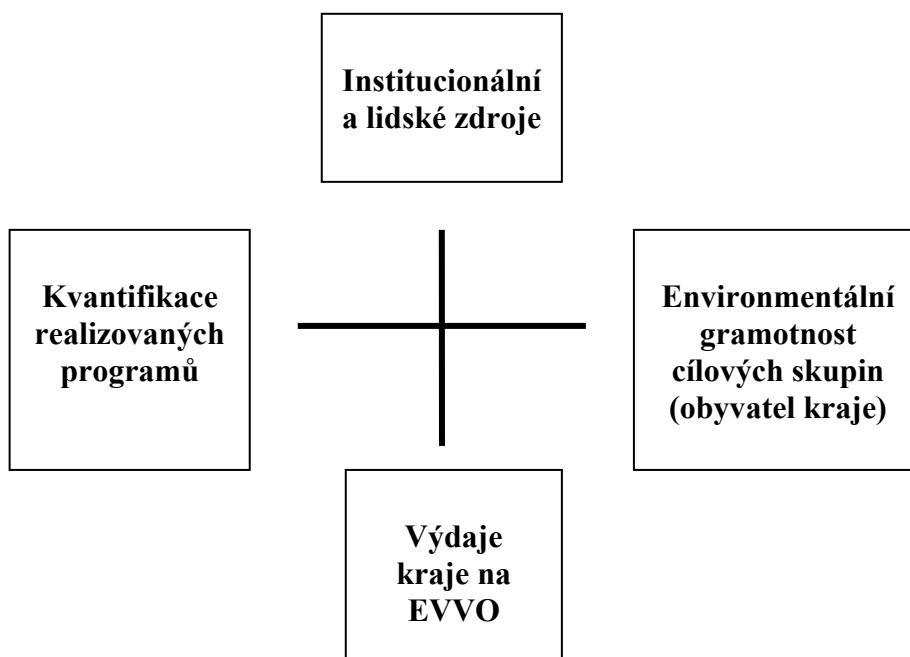 Institucionální
a lidské zdroje
Kvantifikace
realizovaných
programů
Environmentální
gramotnost
cílových skupin
(obyvatel kraje)
Výdaje
kraje na
EVVO